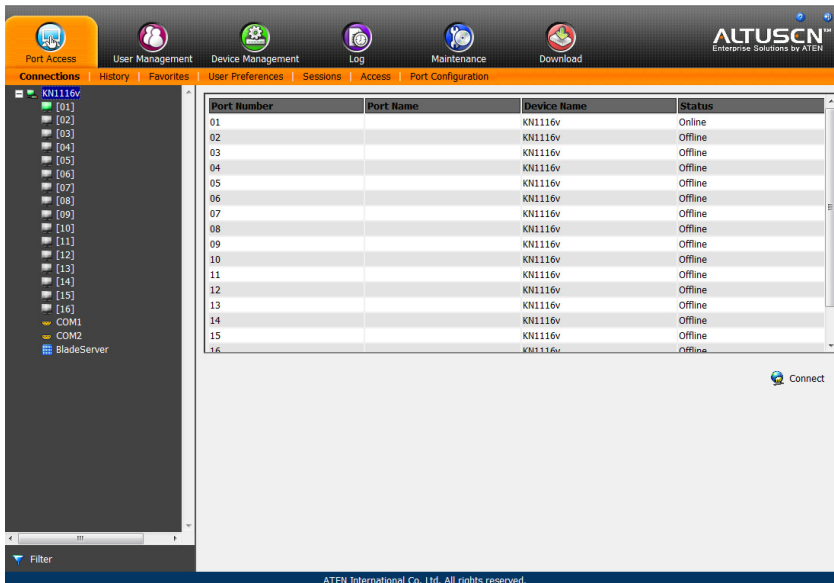 ALTUSCN™
Enterprise Solutions by ATEN
Port Access User Management Device Management Log Maintenance Download
Connections History Favorites User Preferences Sessions Access Port Configuration
KN1116v
[01]
[02]
[03]
[04]
[05]
[06]
[07]
[08]
[09]
[10]
[11]
[12]
[13]
[14]
[15]
[16]
COM1
COM2
BladeServer
Filter
Port Number Port Name Device Name Status
01 KN1116v Online
02 KN1116v Offline
03 KN1116v Offline
04 KN1116v Offline
05 KN1116v Offline
06 KN1116v Offline
07 KN1116v Offline
08 KN1116v Offline
09 KN1116v Offline
10 KN1116v Offline
11 KN1116v Offline
12 KN1116v Offline
13 KN1116v Offline
14 KN1116v Offline
15 KN1116v Offline
16 KN1116v Offline
Connect
ATEN International Co. Ltd. All rights reserved.